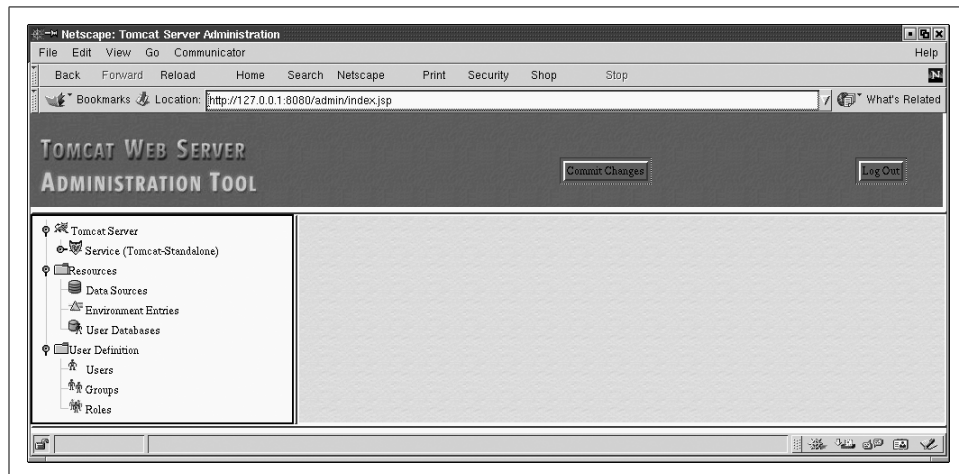 Netscape: Tomcat Server Administration
File Edit View Go Communicator Help
Back Forward Reload Home Search Netscape Print Security Shop Stop
N
Bookmarks Location: http://127.0.0.1:8080/admin/index.jsp What's Related
TOMCAT WEB SERVER
ADMINISTRATION TOOL
Commit Changes
Log Out
Tomcat Server
Service (Tomcat-Standalone)
Resources
Data Sources
Environment Entries
User Databases
User Definition
Users
Groups
Roles